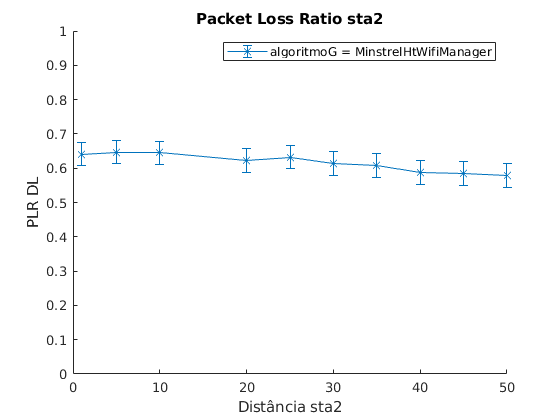 Packet Loss Ratio sta2
algoritmoG = MinstrelHtWifiManager
PLR DL
1
0.9
0.8
0.7
0.6
0.5
0.4
0.3
0.2
0.1
0
0 10 20 30 40 50
Distância sta2